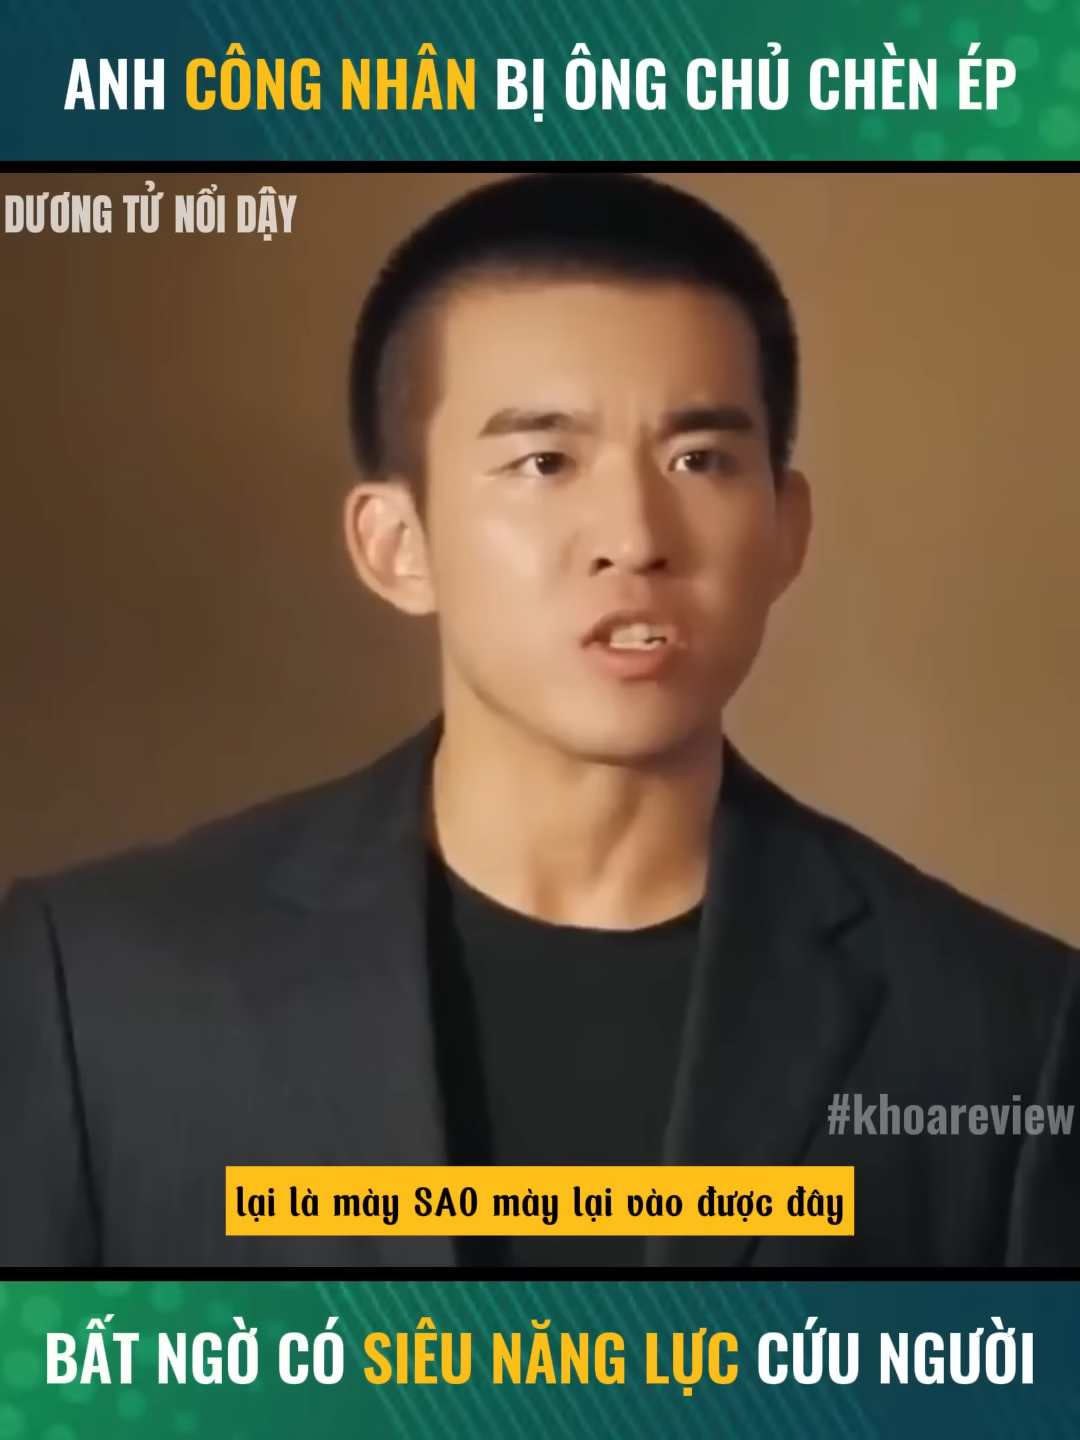 ANH CÔNG NHÂN BỊ ÔNG CHỦ CHÈN ÉP
DƯƠNG TỬ NỔI DẬY
#khoareview
lại là mày SAO mày lại vào được đây
BẤT NGỜ CÓ SIÊU NĂNG LỰC CỨU NGƯỜI